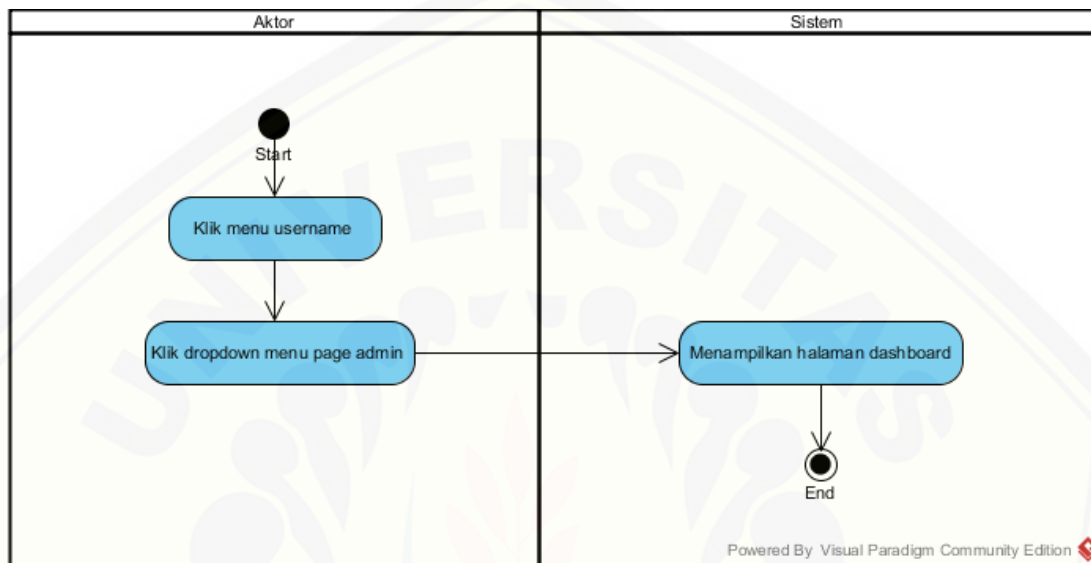 Aktor
Sistem
Start
Klik menu username
Klik dropdown menu page admin
Menampilkan halaman dashboard
End
UNIVERSITAS
Powered By Visual Paradigm Community Edition